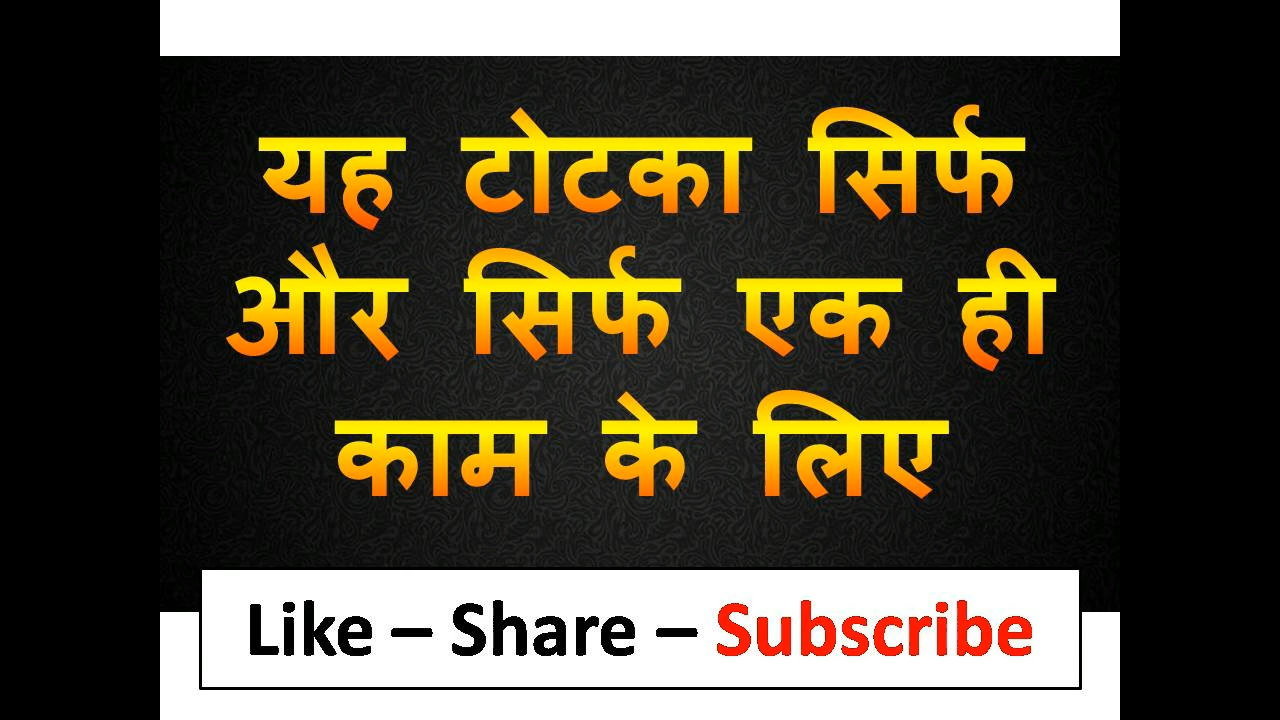 यह टोटका सिर्फ
और सिर्फ एक ही
काम के लिए
Like – Share – Subscribe